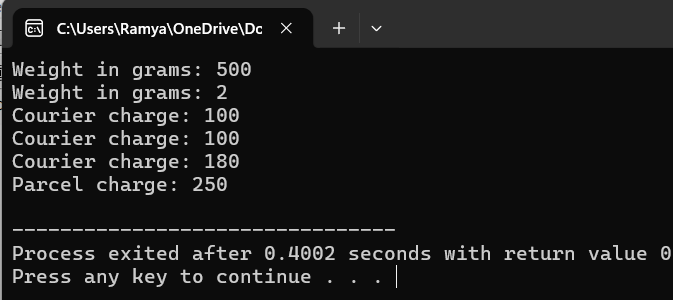 C:\Users\Ramya\OneDrive\Dc
Weight in grams: 500
Weight in grams: 2
Courier charge: 100
Courier charge: 100
Courier charge: 180
Parcel charge: 250
--------------------------------
Process exited after 0.4002 seconds with return value 0
Press any key to continue . . .